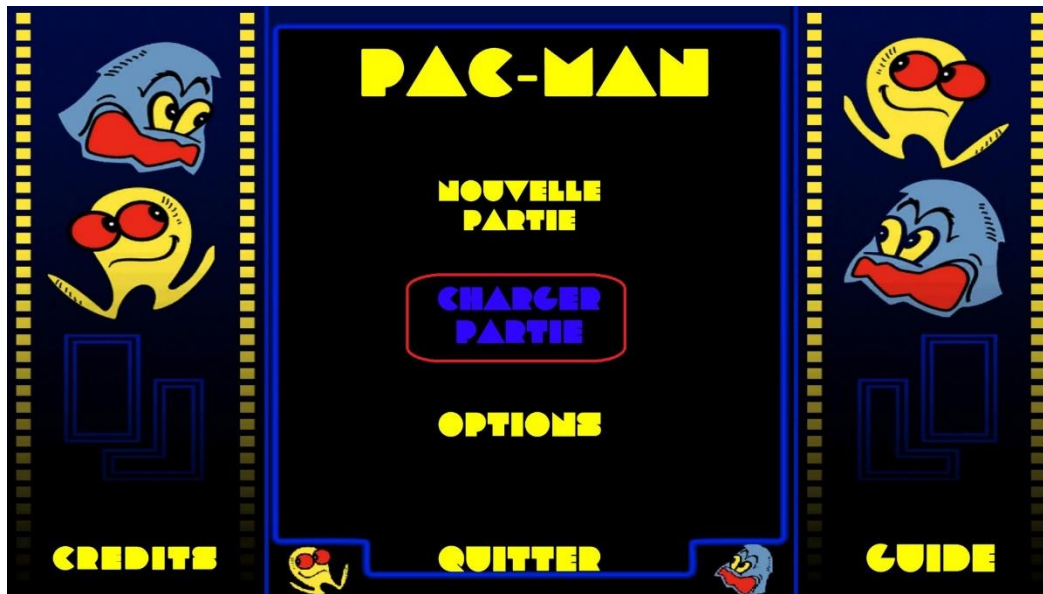 PAC-MAN
NOUVELLE
PARTIE
CHARGER
PARTIE
OPTIONS
CREDITS
QUITTER
GUIDE